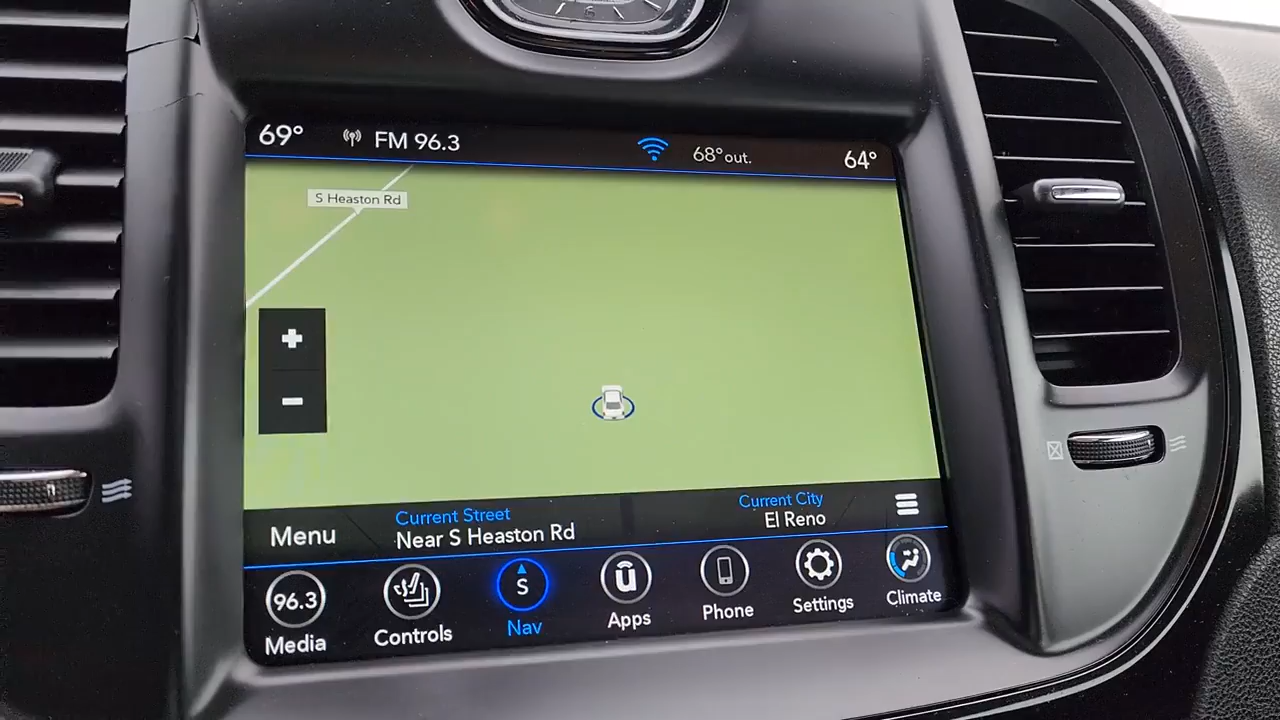 6
69° FM 96.3 68° out. 64°
S Heaston Rd
+
−
Menu
Current Street
Near S Heaston Rd
Current City
El Reno
96.3
S
Media
Controls
Nav
Apps
Phone
Settings
Climate